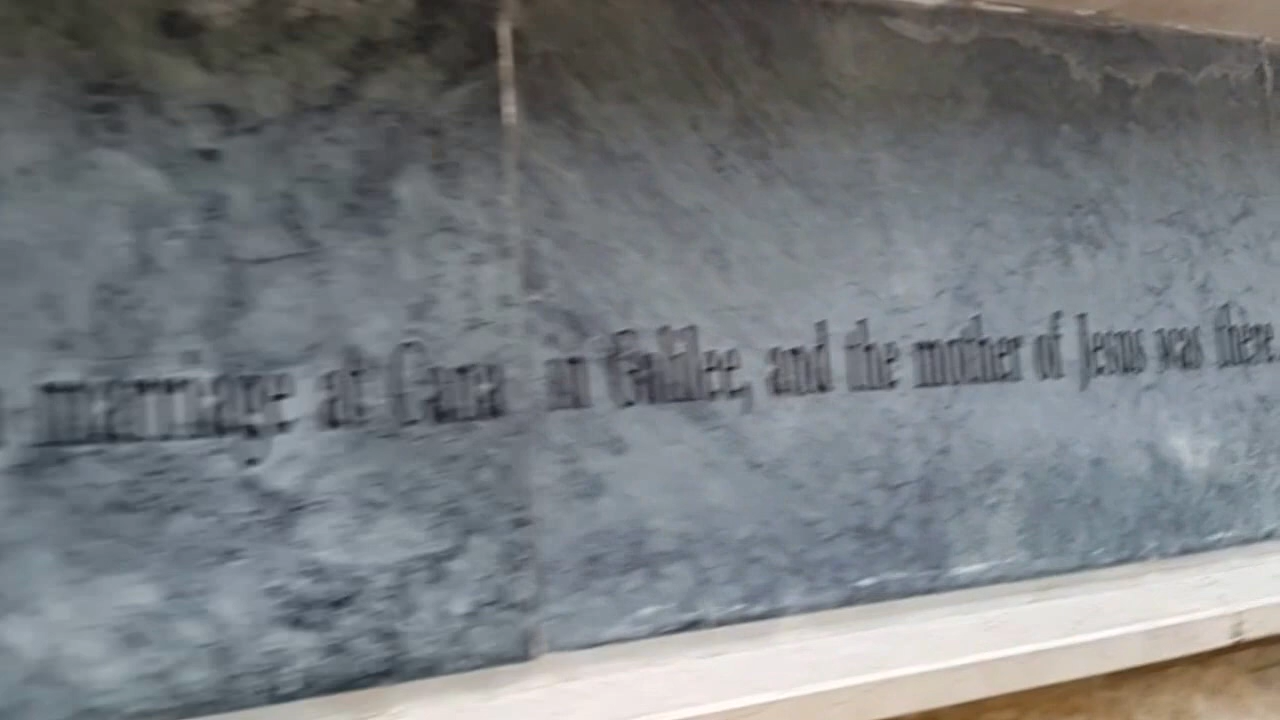 marriage at Cana in Galilee, and the mother of Jesus was there